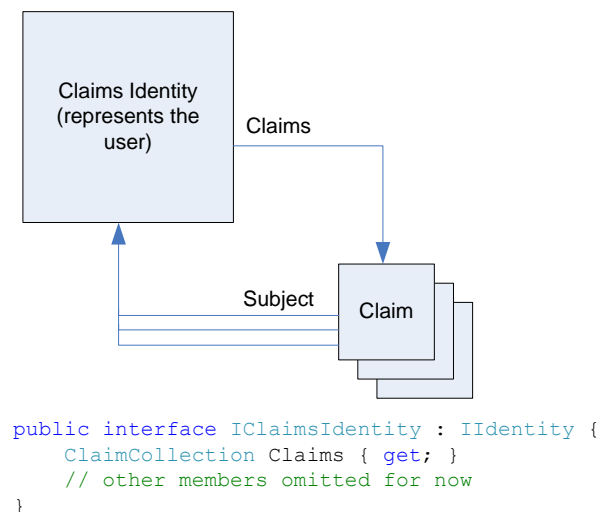 Claims Identity
(represents the
user)
Claims
Subject
Claim
public interface IClaimsIdentity : IIdentity {
    ClaimCollection Claims { get; }
    // other members omitted for now
}